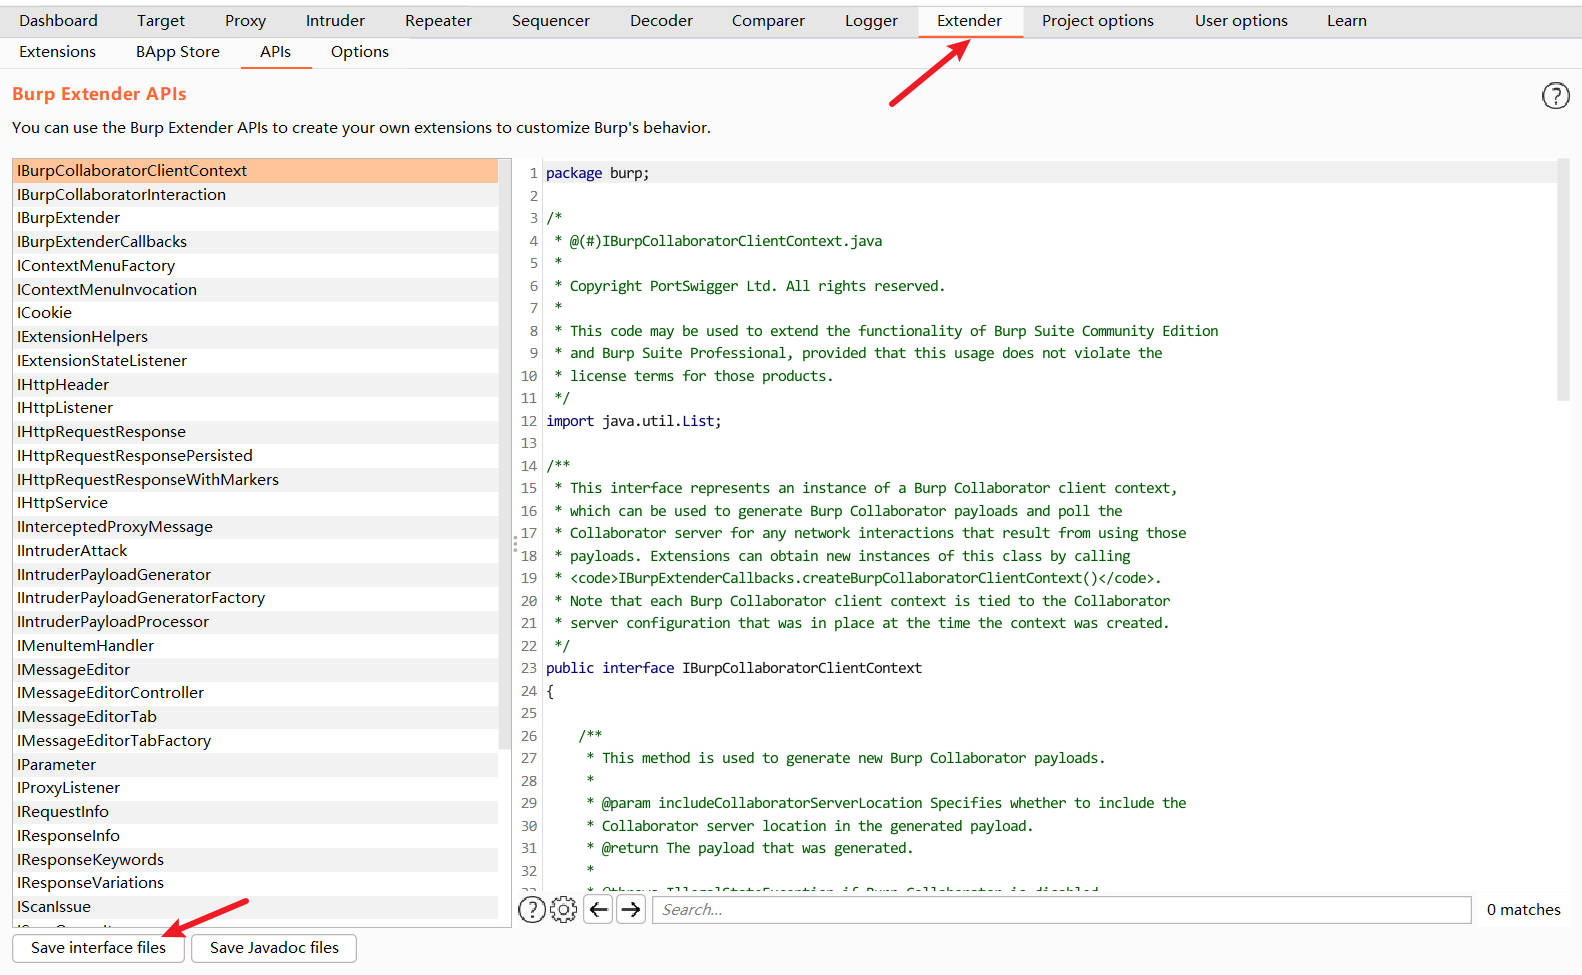 Dashboard Target Proxy Intruder Repeater Sequencer Decoder Comparer Logger Extender Project options User options Learn
Extensions BApp Store APIs Options
Burp Extender APIs
You can use the Burp Extender APIs to create your own extensions to customize Burp's behavior.
IBurpCollaboratorClientContext
IBurpCollaboratorInteraction
IBurpExtender
IBurpExtenderCallbacks
IContextMenuFactory
IContextMenuInvocation
ICookie
IExtensionHelpers
IExtensionStateListener
IHttpHeader
IHttpListener
IHttpRequestResponse
IHttpRequestResponsePersisted
IHttpRequestResponseWithMarkers
IHttpService
IInterceptedProxyMessage
IIntruderAttack
IIntruderPayloadGenerator
IIntruderPayloadGeneratorFactory
IIntruderPayloadProcessor
IMenuItemHandler
IMessageEditor
IMessageEditorController
IMessageEditorTab
IMessageEditorTabFactory
IParameter
IProxyListener
IRequestInfo
IResponseInfo
IResponseKeywords
IResponseVariations
IScanIssue
1 package burp;
2
3 /*
4  * @(#)IBurpCollaboratorClientContext.java
5  *
6  * Copyright PortSwigger Ltd. All rights reserved.
7  *
8  * This code may be used to extend the functionality of Burp Suite Community Edition
9  * and Burp Suite Professional, provided that this usage does not violate the
10  * license terms for those products.
11  */
12 import java.util.List;
13
14 /**
15  * This interface represents an instance of a Burp Collaborator client context,
16  * which can be used to generate Burp Collaborator payloads and poll the
17  * Collaborator server for any network interactions that result from using those
18  * payloads. Extensions can obtain new instances of this class by calling
19  * <code>IBurpExtenderCallbacks.createBurpCollaboratorClientContext()</code>.
20  * Note that each Burp Collaborator client context is tied to the Collaborator
21  * server configuration that was in place at the time the context was created.
22  */
23 public interface IBurpCollaboratorClientContext
24 {
25
26     /**
27      * This method is used to generate new Burp Collaborator payloads.
28      *
29      * @param includeCollaboratorServerLocation Specifies whether to include the
30      * Collaborator server location in the generated payload.
31      * @return The payload that was generated.
32      *
33      * @throws IllegalStateException if Burp Collaborator is disabled
? Search... 0 matches
Save interface files Save Javadoc files